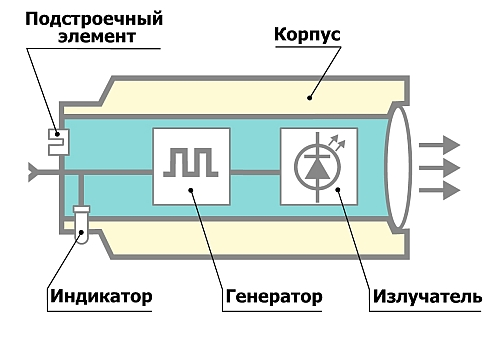 Подстроечный
элемент
Корпус
Индикатор
Генератор
Излучатель